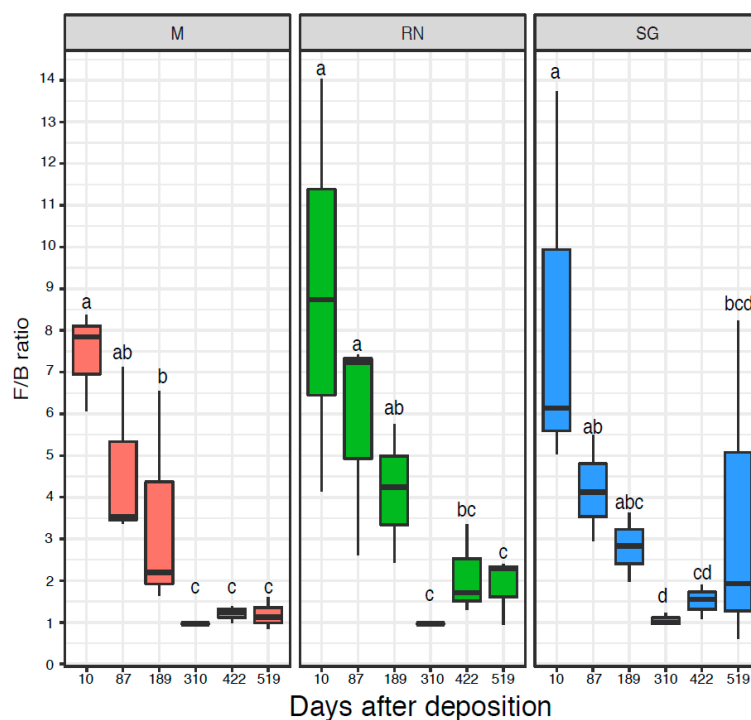 M RN SG
F/B ratio
14
13
12
11
10
9
8
7
6
5
4
3
2
1
0
a ab b c c c
a a ab c bc c
a ab abc d cd bcd
10 87 189 310 422 519 10 87 189 310 422 519 10 87 189 310 422 519
Days after deposition